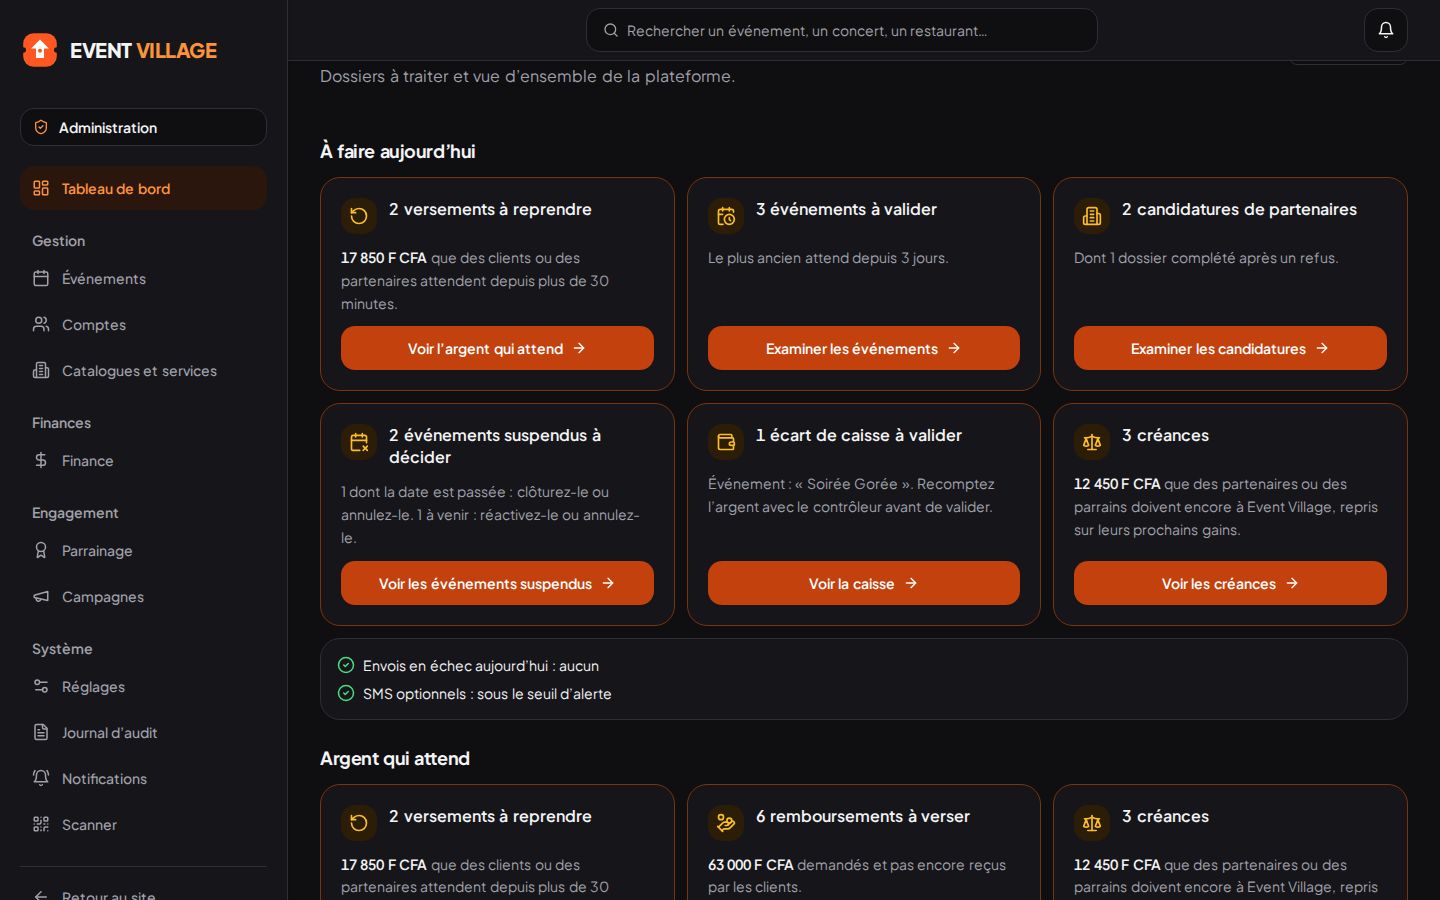 EVENT VILLAGE
Rechercher un événement, un concert, un restaurant…
Administration
Tableau de bord
Gestion
Événements
Comptes
Catalogues et services
Finances
Finance
Engagement
Parrainage
Campagnes
Système
Réglages
Journal d’audit
Notifications
Scanner
Retour au site
Dossiers à traiter et vue d’ensemble de la plateforme.
À faire aujourd’hui
2 versements à reprendre
17 850 F CFA que des clients ou des
partenaires attendent depuis plus de 30
minutes.
Voir l’argent qui attend
3 événements à valider
Le plus ancien attend depuis 3 jours.
Examiner les événements
2 candidatures de partenaires
Dont 1 dossier complété après un refus.
Examiner les candidatures
2 événements suspendus à
décider
1 dont la date est passée : clôturez-le ou
annulez-le. 1 à venir : réactivez-le ou annulez-
le.
Voir les événements suspendus
1 écart de caisse à valider
Événement : « Soirée Gorée ». Recomptez
l’argent avec le contrôleur avant de valider.
Voir la caisse
3 créances
12 450 F CFA que des partenaires ou des
parrains doivent encore à Event Village, repris
sur leurs prochains gains.
Voir les créances
Envois en échec aujourd’hui : aucun
SMS optionnels : sous le seuil d’alerte
Argent qui attend
2 versements à reprendre
17 850 F CFA que des clients ou des
partenaires attendent depuis plus de 30
6 remboursements à verser
63 000 F CFA demandés et pas encore reçus
par les clients.
3 créances
12 450 F CFA que des partenaires ou des
parrains doivent encore à Event Village, repris